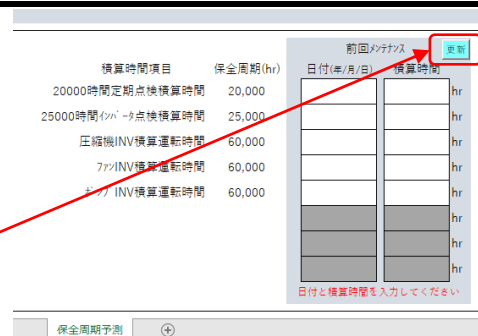 前回メンテナンス 更新
積算時間項目 保全周期(hr) 日付(年/月/日) 積算時間
20000時間定期点検積算時間 20,000 hr
25000時間インバータ点検積算時間 25,000 hr
圧縮機INV積算運転時間 60,000 hr
ファンINV積算運転時間 60,000 hr
ポンプ INV積算運転時間 60,000 hr
hr
hr
hr
日付と積算時間を入力してください
保全周期予測